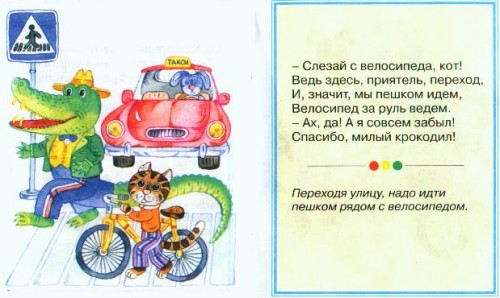 ТАКСИ
– Слезай с велосипеда, кот!
Ведь здесь, приятель, переход,
И, значит, мы пешком идем,
Велосипед за руль ведем.
– Ах, да! А я совсем забыл!
Спасибо, милый крокодил!
Переходя улицу, надо идти
пешком рядом с велосипедом.